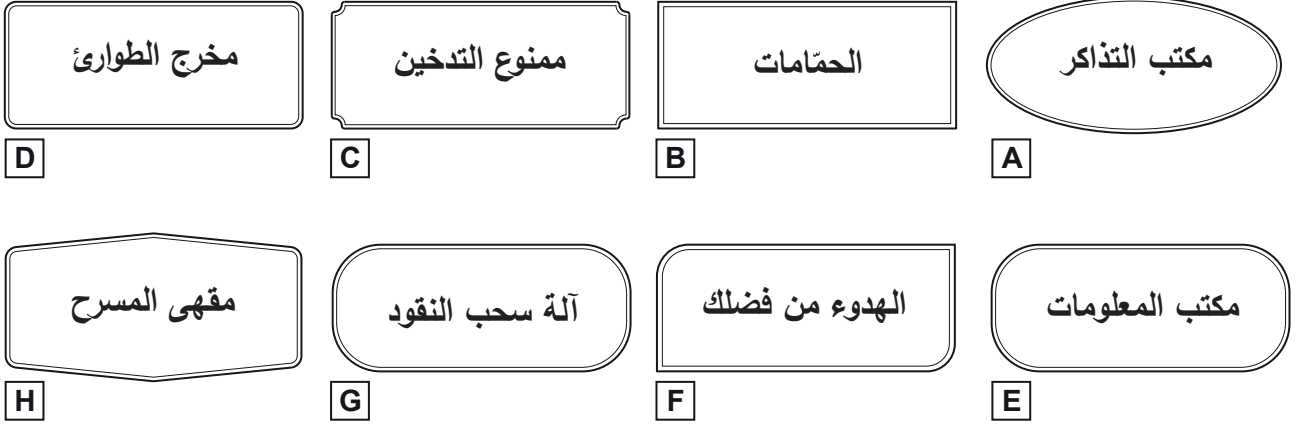 مكتب التذاكر
A
الحمّامات
B
ممنوع التدخين
C
مخرج الطوارئ
D
مكتب المعلومات
E
الهدوء من فضلك
F
آلة سحب النقود
G
مقهى المسرح
H